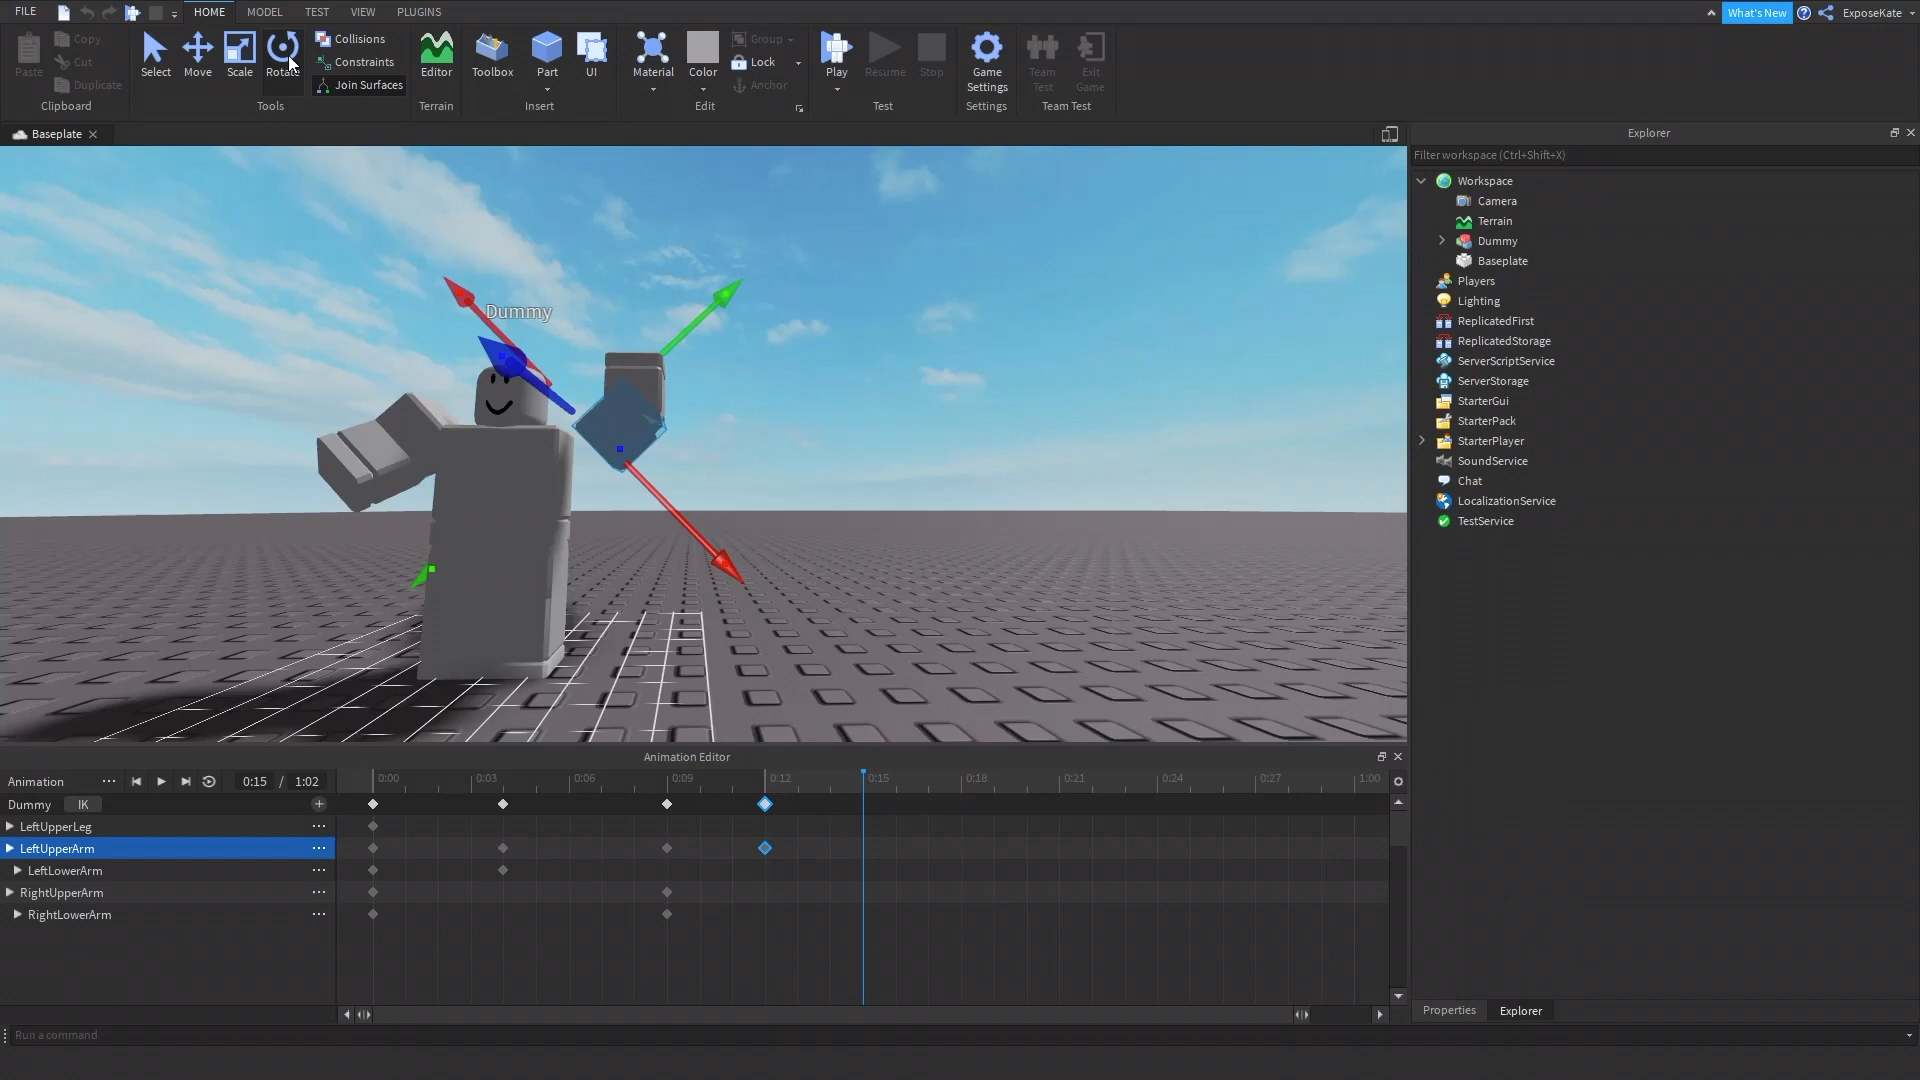 FILE HOME MODEL TEST VIEW PLUGINS What's New ExposeKate
Paste Copy Cut Duplicate Clipboard
Select Move Scale Rotate Collisions Constraints Join Surfaces Tools
Editor Terrain
Toolbox Part UI Insert
Material Color Group Lock Anchor Edit
Play Resume Stop Test
Game Settings Settings
Team Test Exit Game Team Test
Baseplate
Dummy
Explorer
Filter workspace (Ctrl+Shift+X)
Workspace
Camera
Terrain
Dummy
Baseplate
Players
Lighting
ReplicatedFirst
ReplicatedStorage
ServerScriptService
ServerStorage
StarterGui
StarterPack
StarterPlayer
SoundService
Chat
LocalizationService
TestService
Animation Editor
Animation 0:15 / 1:02 0:00 0:03 0:06 0:09 0:12 0:15 0:18 0:21 0:24 0:27 1:00
Dummy IK
LeftUpperLeg
LeftUpperArm
LeftLowerArm
RightUpperArm
RightLowerArm
Properties Explorer
Run a command